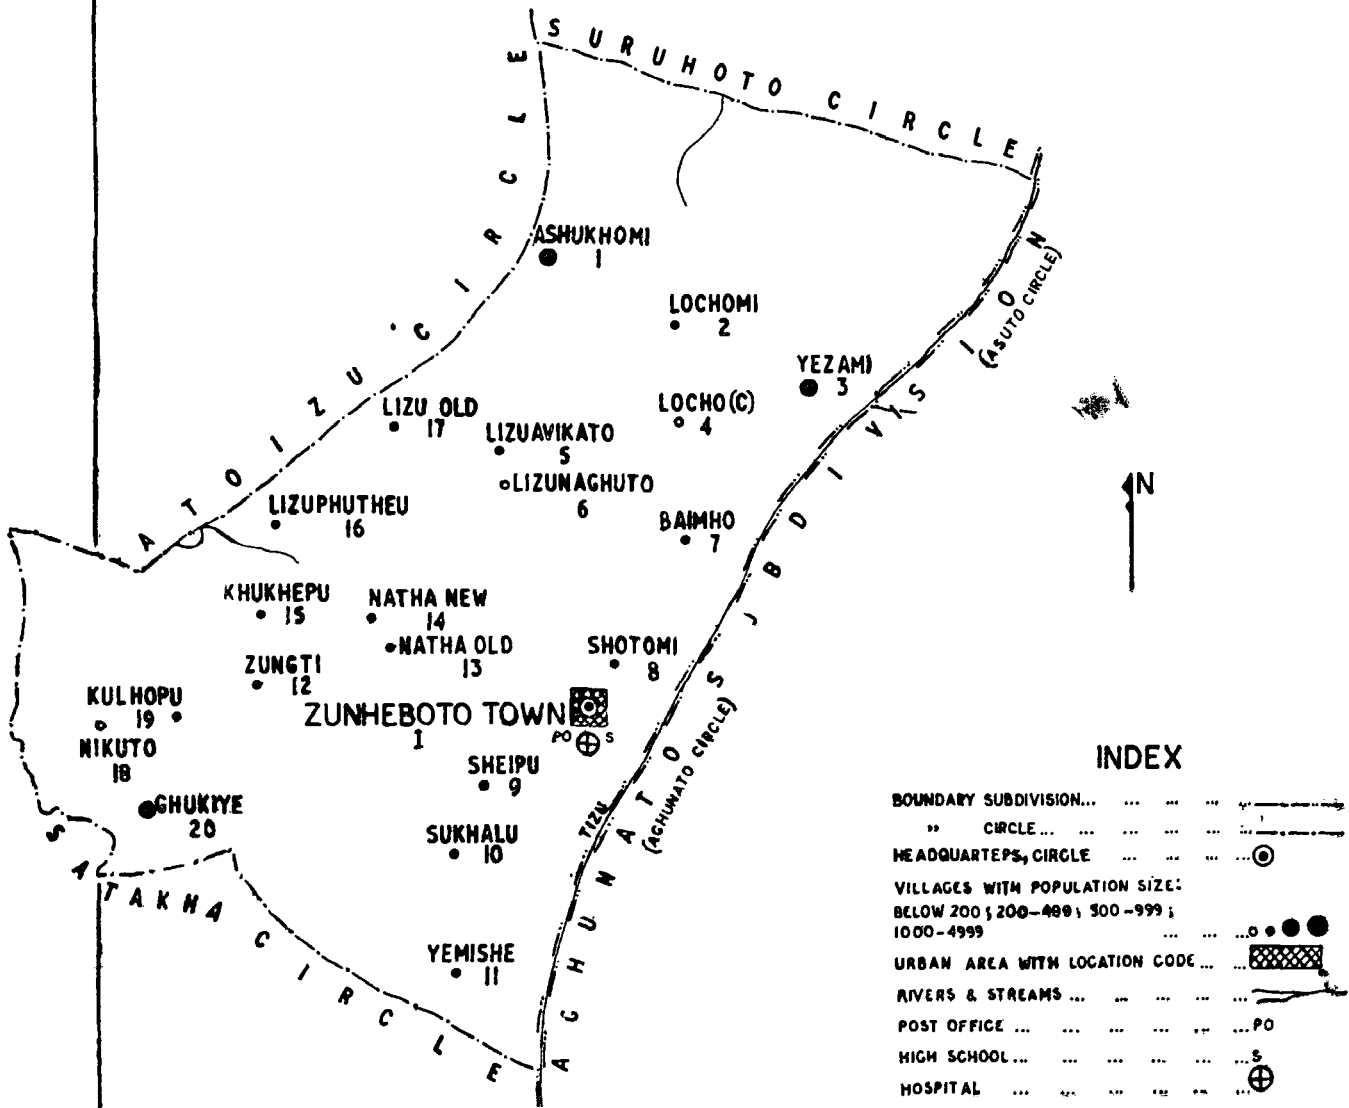 SURUHOTO CIRCLE
ATOIZU CIRCLE
ASHUKHOMI
1
LOCHOMI
2
YEZAMI
3
(ASUTO CIRCLE)
LIZU OLD
17
LOCHO(C)
4
LIZUAVIKATO
5
LIZUNAGHUTO
6
LIZUPHUTHEU
16
BAIMHO
7
N
KHUKHEPU
15
NATHA NEW
14
NATHA OLD
13
SHOTOMI
8
ZUNGTI
12
KULHOPU
19
ZUNHEBOTO TOWN
1
PO S
NIKUTO
18
SHEIPU
9
GHUKIYE
20
TIZU
(AGHUNATO CIRCLE)
SUKHALU
10
SATAKHA CIRCLE
YEMISHE
11
AGHUNATO SUBDIVISION
INDEX
BOUNDARY SUBDIVISION... ... ... ... ...
" CIRCLE... ... ... ... ...
HEADQUARTEPS, CIRCLE ... ... ... ...
VILLAGES WITH POPULATION SIZE:
BELOW 200; 200-499; 500-999;
1000-4999 ... ... ...
URBAN AREA WITH LOCATION CODE ... ...
RIVERS & STREAMS ... ... ... ... ...
POST OFFICE ... ... ... ... ... ... PO
HIGH SCHOOL ... ... ... ... ... ... S
HOSPITAL ... ... ... ... ... ...